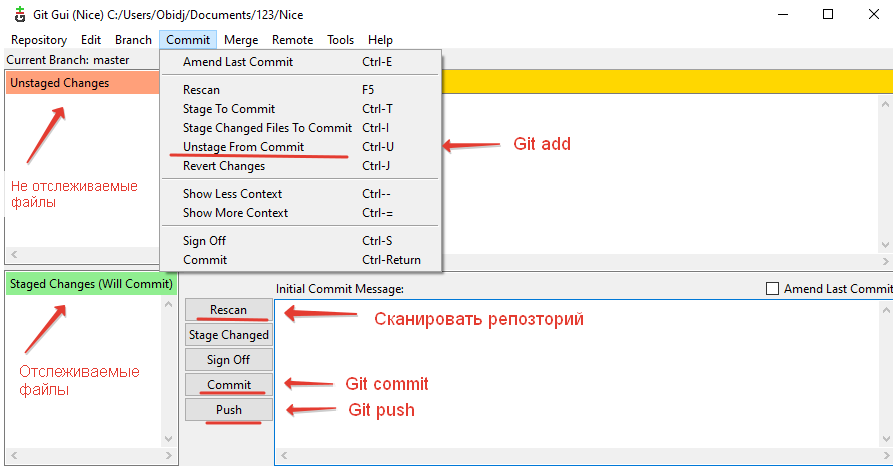 Git Gui (Nice) C:/Users/Obidj/Documents/123/Nice
Repository Edit Branch Commit Merge Remote Tools Help
Current Branch: master
Unstaged Changes
Не отслеживаемые
файлы
Amend Last Commit Ctrl-E
Rescan F5
Stage To Commit Ctrl-T
Stage Changed Files To Commit Ctrl-I
Unstage From Commit Ctrl-U
Revert Changes Ctrl-J
Show Less Context Ctrl--
Show More Context Ctrl-=
Sign Off Ctrl-S
Commit Ctrl-Return
Git add
Staged Changes (Will Commit)
Отслеживаемые
файлы
Initial Commit Message:
Amend Last Commit
Rescan
Сканировать репозторий
Stage Changed
Sign Off
Commit
Git commit
Push
Git push